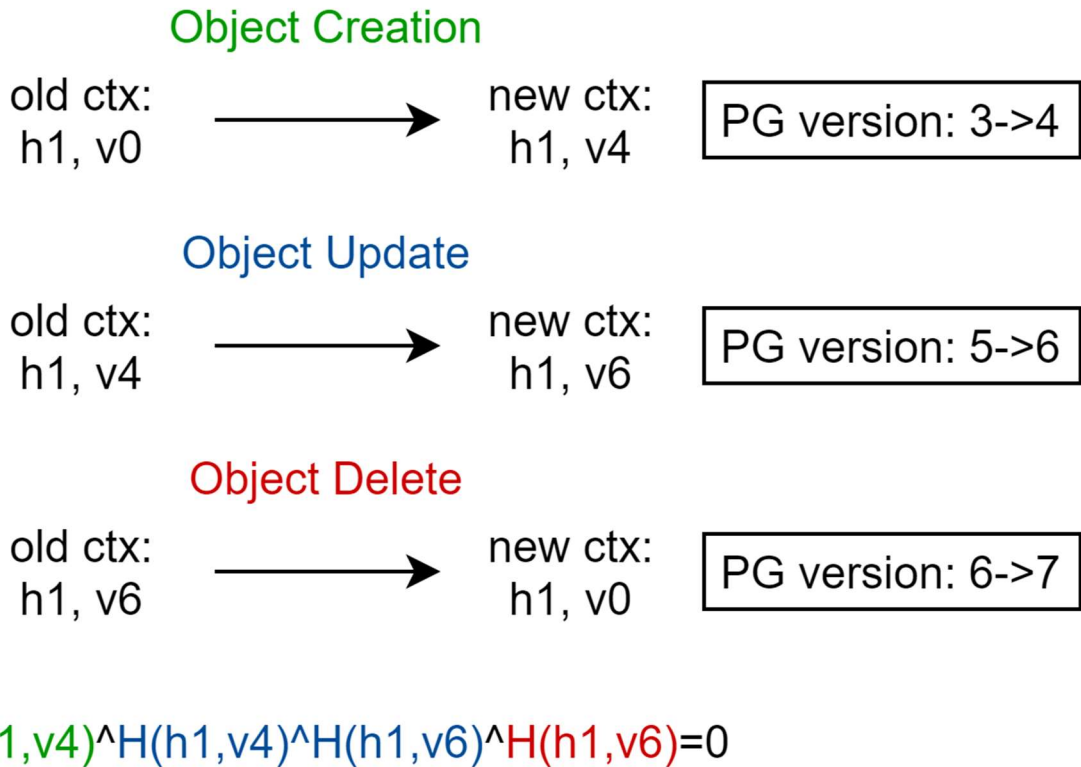 Object Creation
old ctx:
h1, v0
new ctx:
h1, v4
PG version: 3->4
Object Update
old ctx:
h1, v4
new ctx:
h1, v6
PG version: 5->6
Object Delete
old ctx:
h1, v6
new ctx:
h1, v0
PG version: 6->7
1,v4)^H(h1,v4)^H(h1,v6)^H(h1,v6)=0